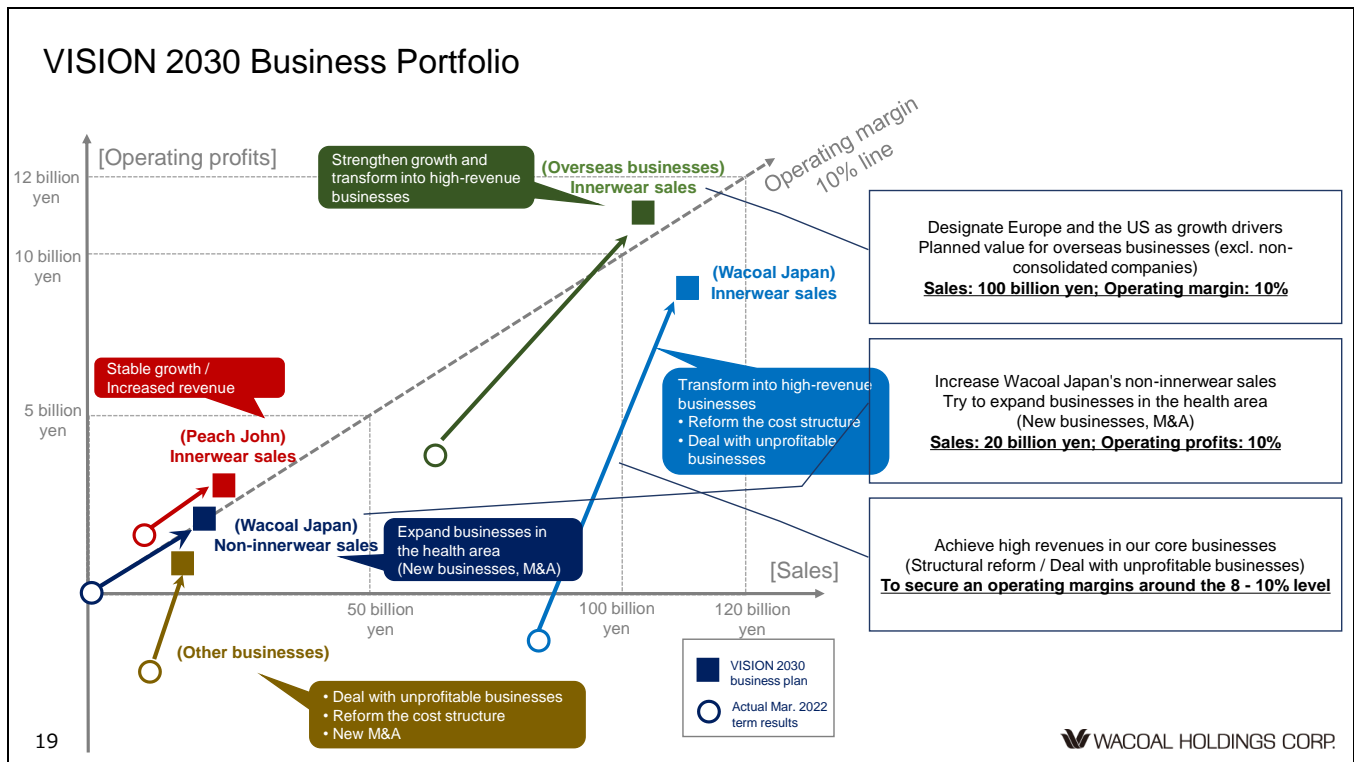 VISION 2030 Business Portfolio
[Operating profits]
12 billion
yen
10 billion
yen
5 billion
yen
Strengthen growth and
transform into high-revenue
businesses
(Overseas businesses)
Innerwear sales
Operating margin
10% line
(Wacoal Japan)
Innerwear sales
Transform into high-revenue
businesses
• Reform the cost structure
• Deal with unprofitable
businesses
Stable growth /
Increased revenue
(Peach John)
Innerwear sales
(Wacoal Japan)
Non-innerwear sales
Expand businesses in
the health area
(New businesses, M&A)
[Sales]
50 billion
yen
100 billion
yen
120 billion
yen
(Other businesses)
• Deal with unprofitable businesses
• Reform the cost structure
• New M&A
VISION 2030
business plan
Actual Mar. 2022
term results
Designate Europe and the US as growth drivers
Planned value for overseas businesses (excl. non-
consolidated companies)
Sales: 100 billion yen; Operating margin: 10%
Increase Wacoal Japan's non-innerwear sales
Try to expand businesses in the health area
(New businesses, M&A)
Sales: 20 billion yen; Operating profits: 10%
Achieve high revenues in our core businesses
(Structural reform / Deal with unprofitable businesses)
To secure an operating margins around the 8 - 10% level
19
WACOAL HOLDINGS CORP.